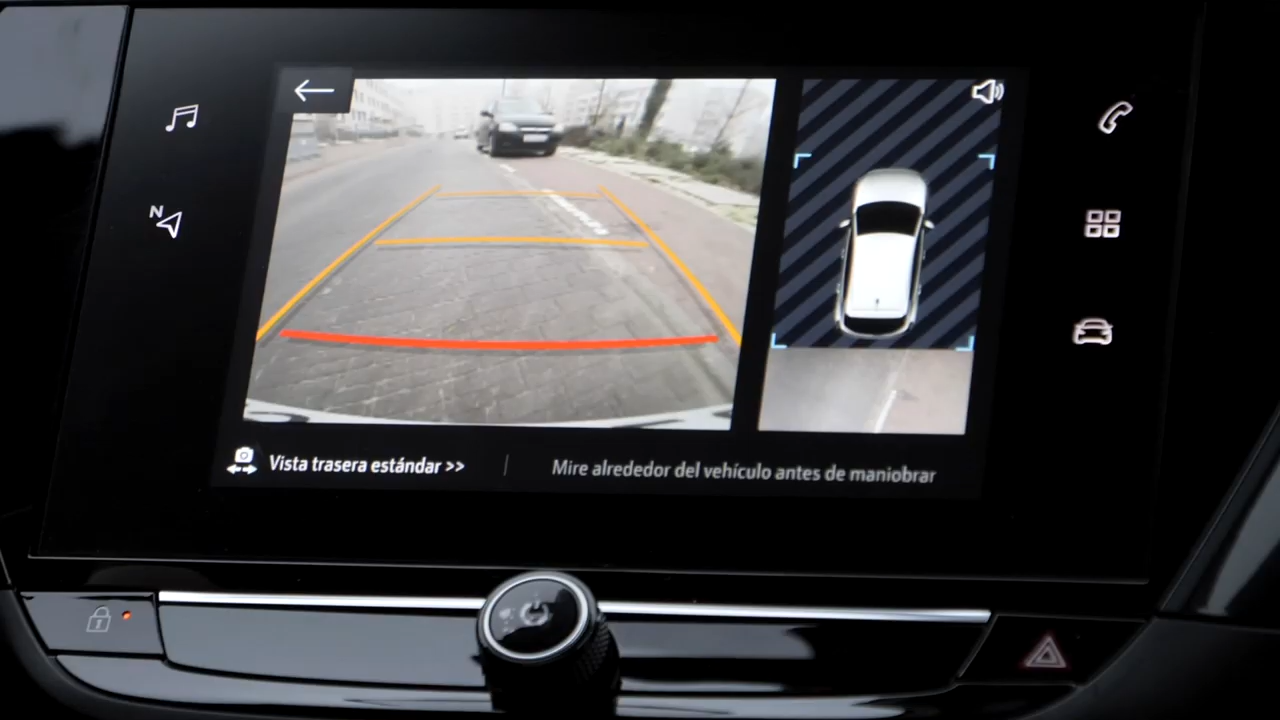 N
Vista trasera estándar >>
Mire alrededor del vehículo antes de maniobrar